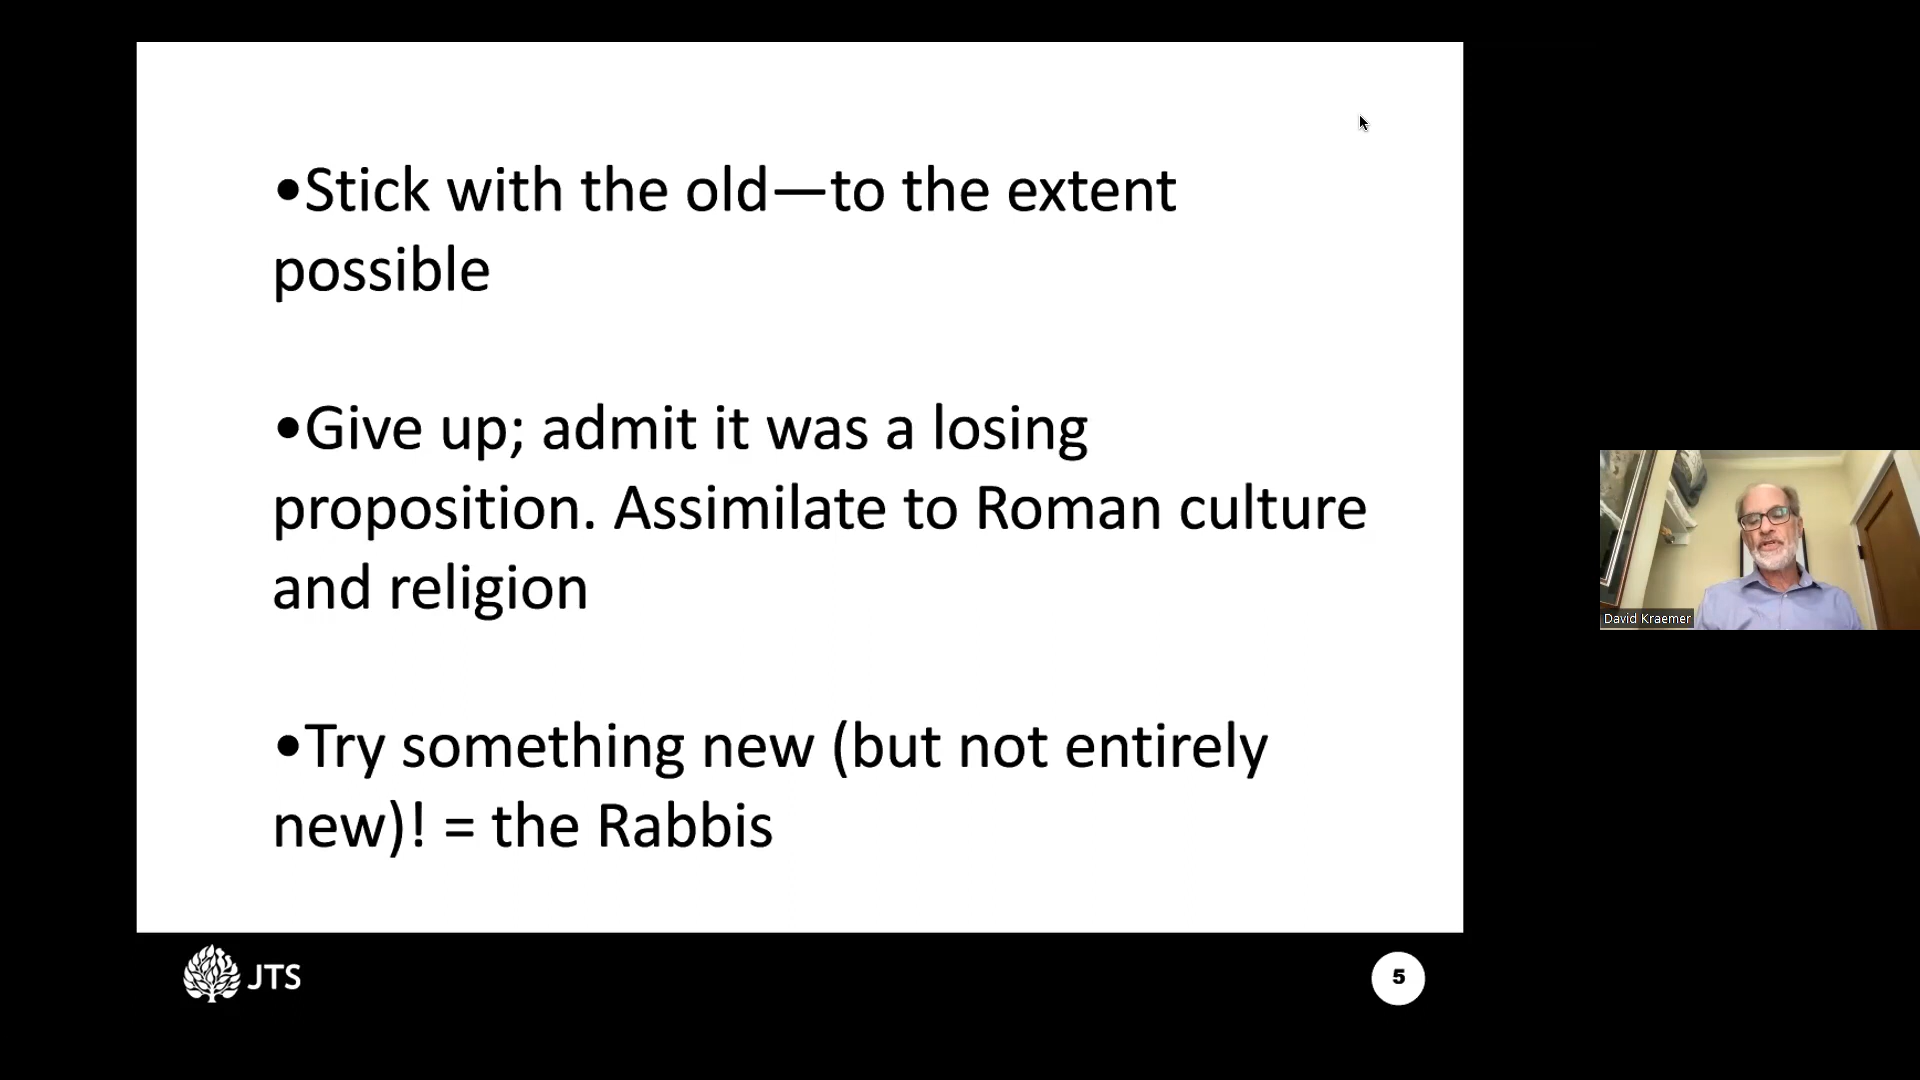 •Stick with the old—to the extent
possible
•Give up; admit it was a losing
proposition. Assimilate to Roman culture
and religion
•Try something new (but not entirely
new)! = the Rabbis
David Kraemer
JTS
5